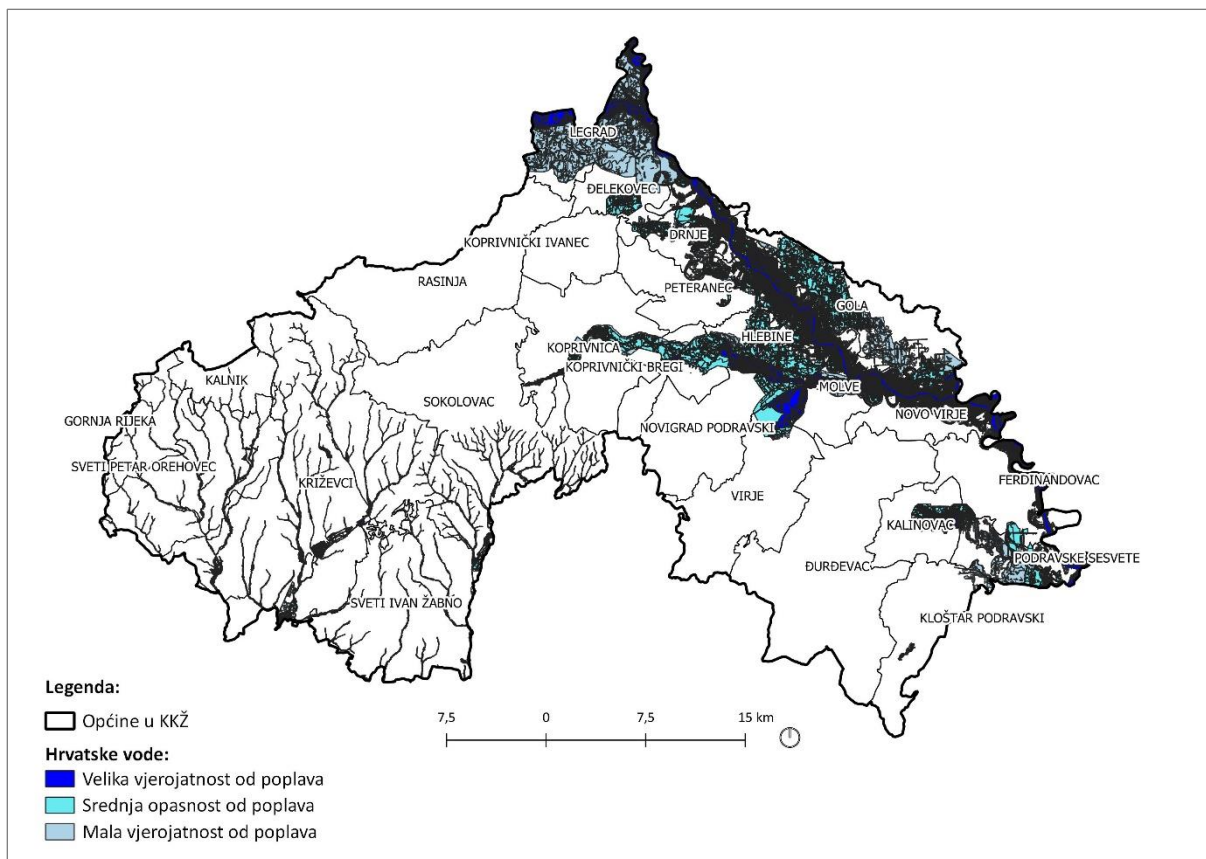 LEGRAD
ĐELEKOVEC
DRNJE
KOPRIVNIČKI IVANEC
RASINJA
PETERANEC
GOLA
HLEBINE
KOPRIVNICA
KOPRIVNIČKI BREGI
MOLVE
KALNIK
SOKOLOVAC
NOVO VIRJE
GORNJA RIJEKA
NOVIGRAD PODRAVSKI
SVETI PETAR OREHOVEC
KRIŽEVCI
FERDINANDOVAC
VIRJE
KALINOVAC
PODRAVSKE SESVETE
ĐURĐEVAC
SVETI IVAN ŽABNO
KLOŠTAR PODRAVSKI
Legenda:
Općine u KKŽ
Hrvatske vode:
Velika vjerojatnost od poplava
Srednja opasnost od poplava
Mala vjerojatnost od poplava
7,5 0 7,5 15 km